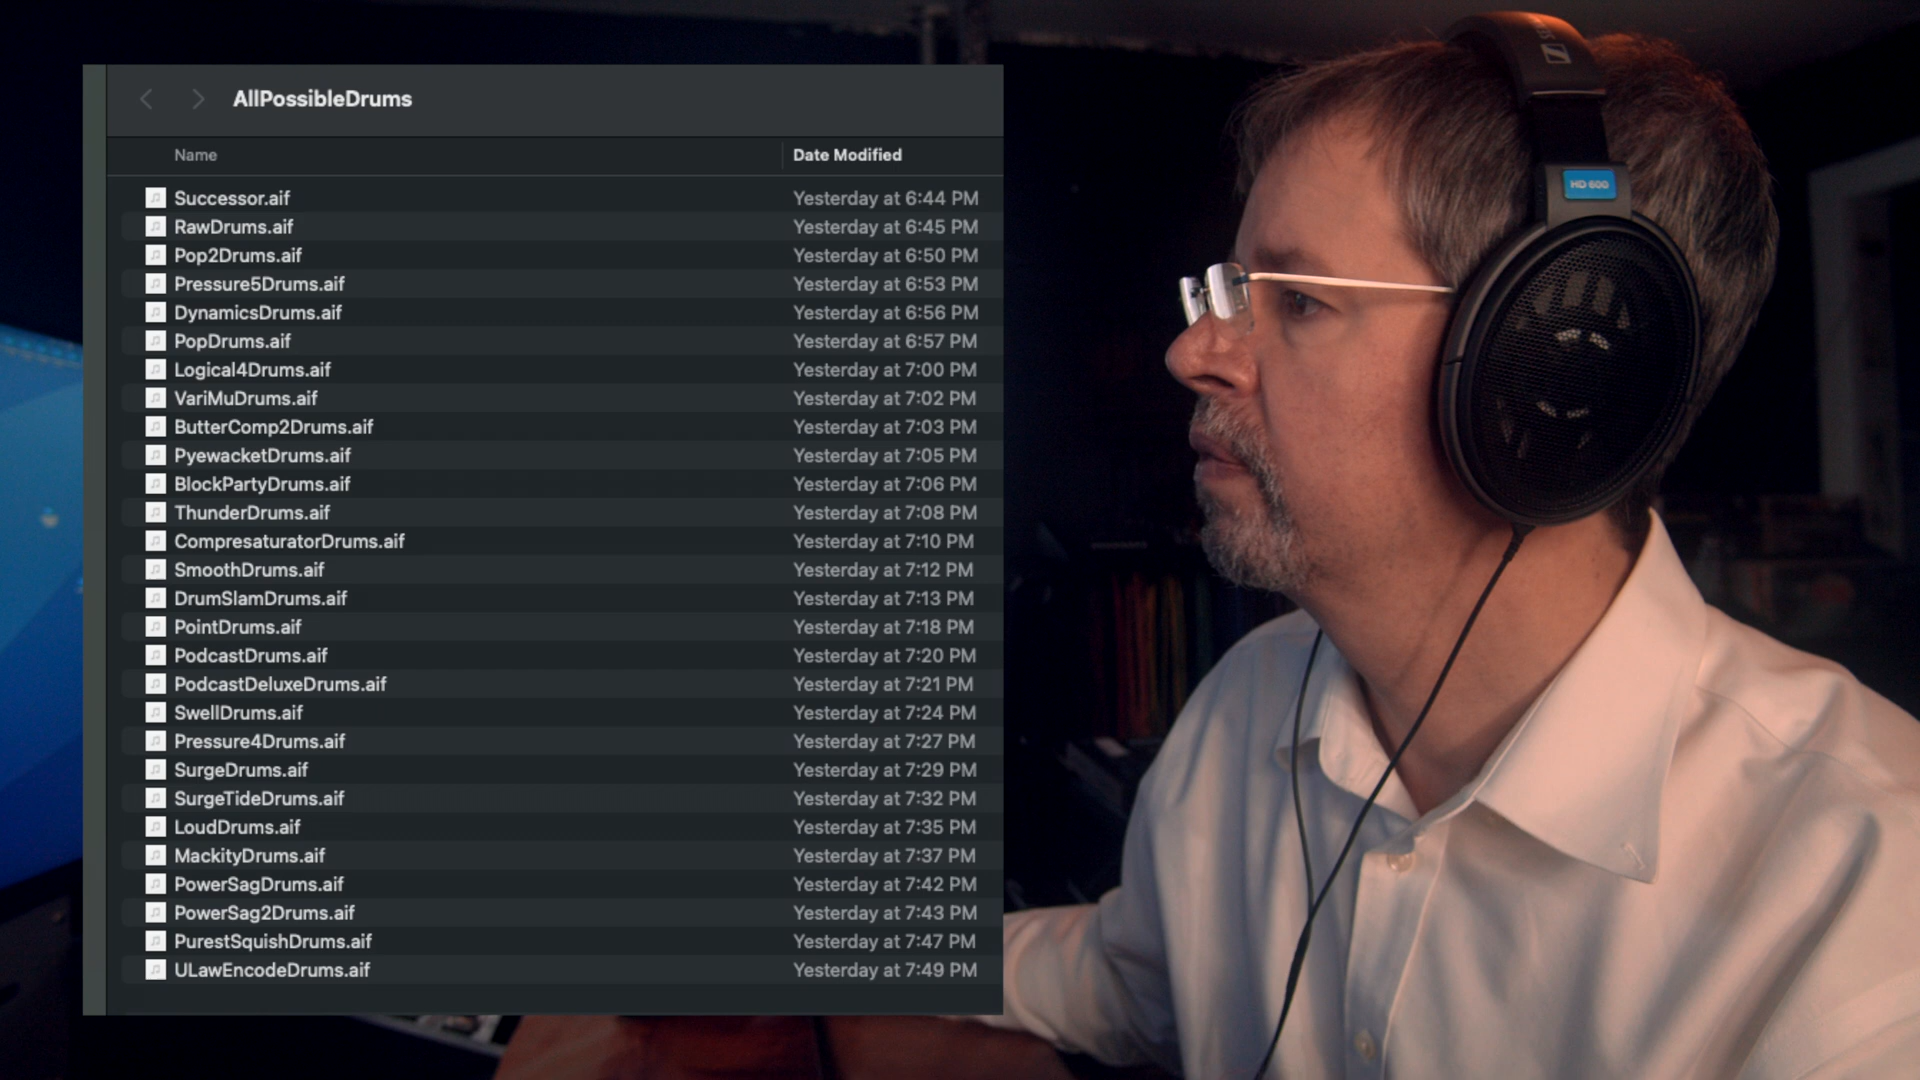 AllPossibleDrums
Name Date Modified
Successor.aif Yesterday at 6:44 PM
RawDrums.aif Yesterday at 6:45 PM
Pop2Drums.aif Yesterday at 6:50 PM
Pressure5Drums.aif Yesterday at 6:53 PM
DynamicsDrums.aif Yesterday at 6:56 PM
PopDrums.aif Yesterday at 6:57 PM
Logical4Drums.aif Yesterday at 7:00 PM
VariMuDrums.aif Yesterday at 7:02 PM
ButterComp2Drums.aif Yesterday at 7:03 PM
PyewacketDrums.aif Yesterday at 7:05 PM
BlockPartyDrums.aif Yesterday at 7:06 PM
ThunderDrums.aif Yesterday at 7:08 PM
CompresaturatorDrums.aif Yesterday at 7:10 PM
SmoothDrums.aif Yesterday at 7:12 PM
DrumSlamDrums.aif Yesterday at 7:13 PM
PointDrums.aif Yesterday at 7:18 PM
PodcastDrums.aif Yesterday at 7:20 PM
PodcastDeluxeDrums.aif Yesterday at 7:21 PM
SwellDrums.aif Yesterday at 7:24 PM
Pressure4Drums.aif Yesterday at 7:27 PM
SurgeDrums.aif Yesterday at 7:29 PM
SurgeTideDrums.aif Yesterday at 7:32 PM
LoudDrums.aif Yesterday at 7:35 PM
MackityDrums.aif Yesterday at 7:37 PM
PowerSagDrums.aif Yesterday at 7:42 PM
PowerSag2Drums.aif Yesterday at 7:43 PM
PurestSquishDrums.aif Yesterday at 7:47 PM
ULawEncodeDrums.aif Yesterday at 7:49 PM
HD 600